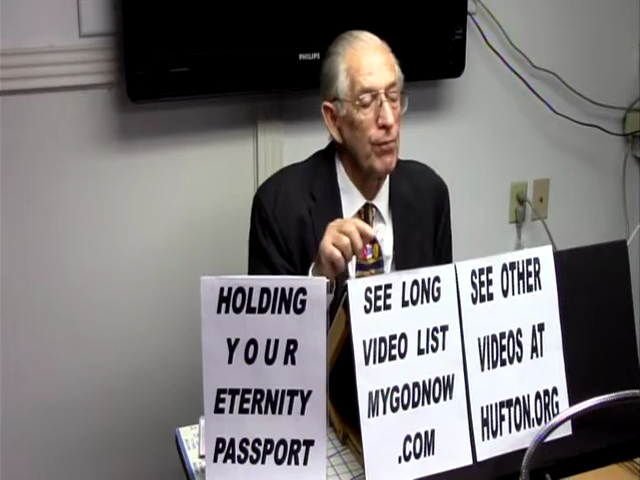 PHILIPS
HOLDING
YOUR
ETERNITY
PASSPORT
SEE LONG
VIDEO LIST
MYGODNOW
.COM
SEE OTHER
VIDEOS AT
HUFTON.ORG